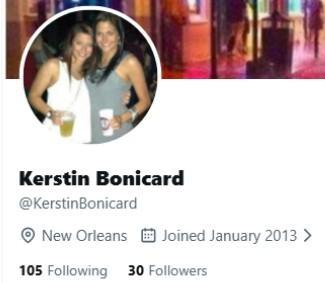 Kerstin Bonicard
@KerstinBonicard
New Orleans Joined January 2013
105 Following 30 Followers